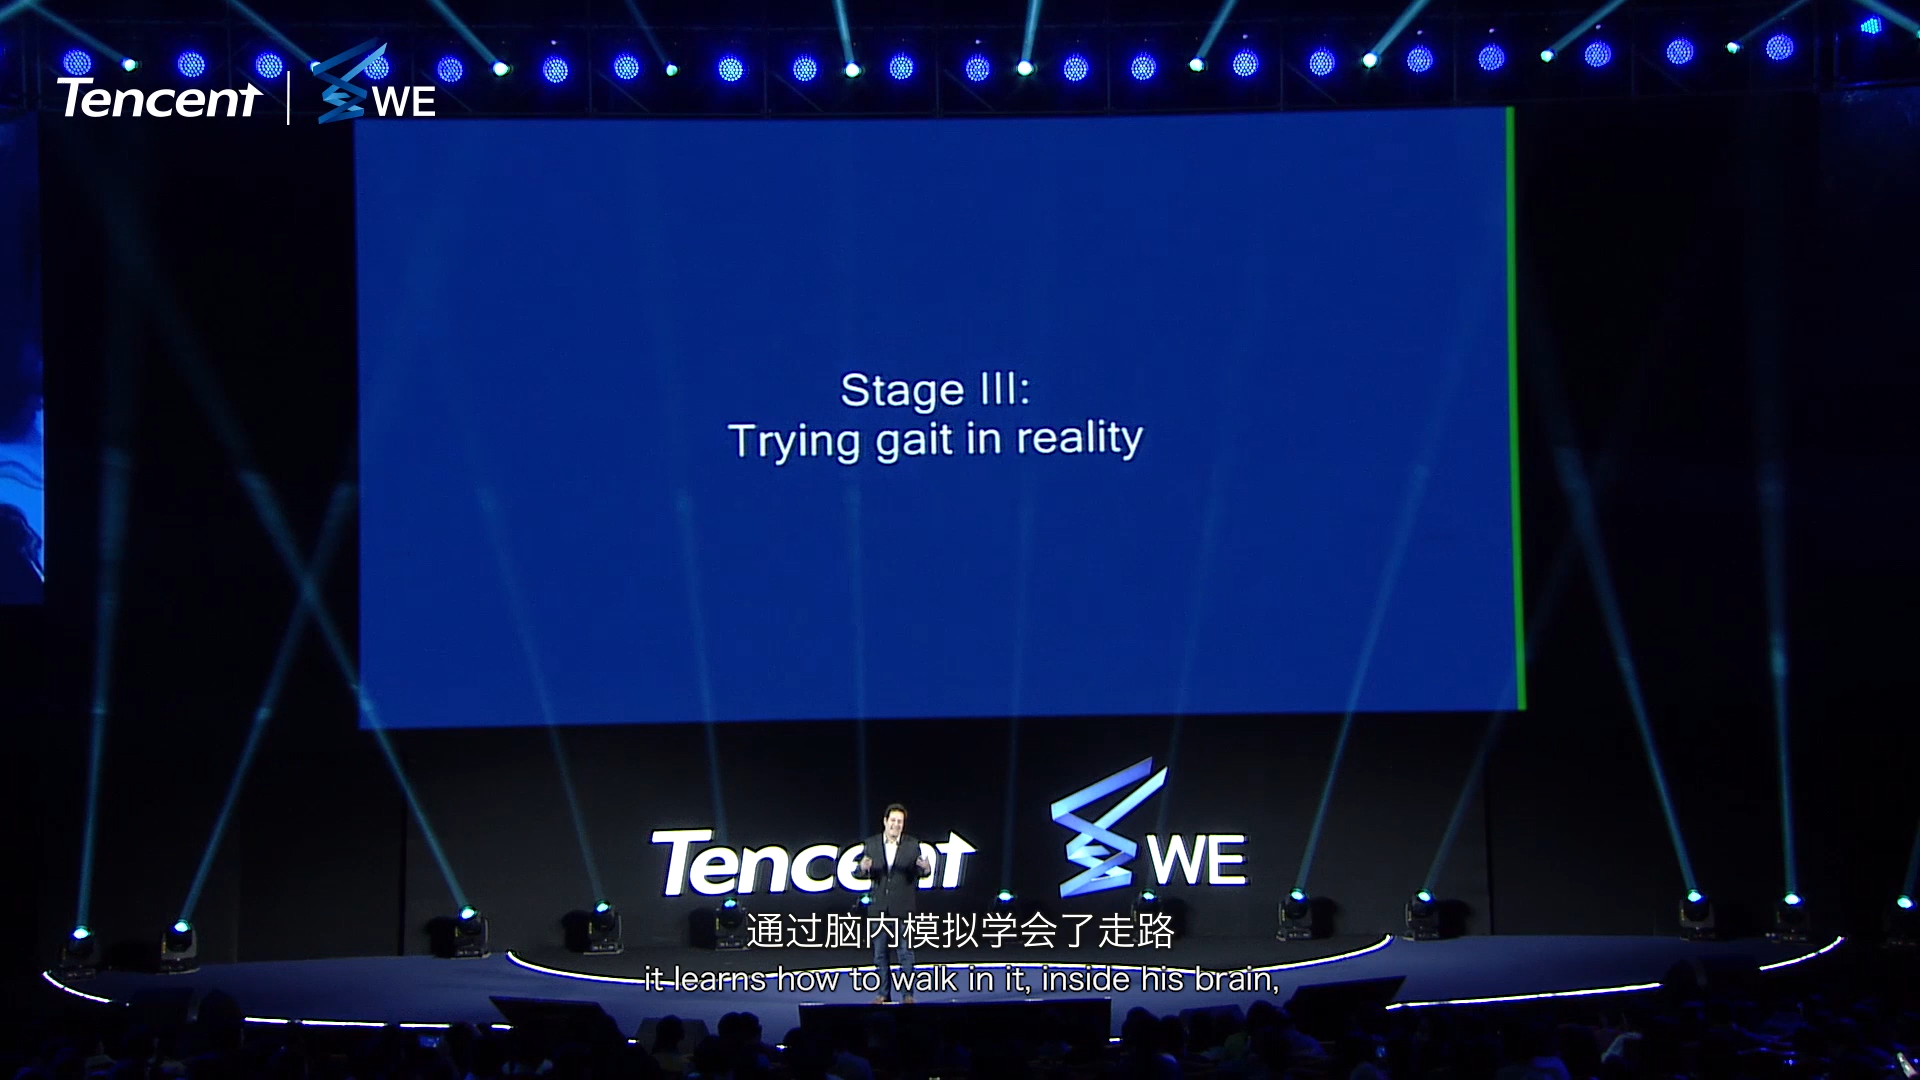 Tencent | WE
Stage III:
Trying gait in reality
Tencent WE
通过脑内模拟学会了走路
it learns how to walk in it, inside his brain,